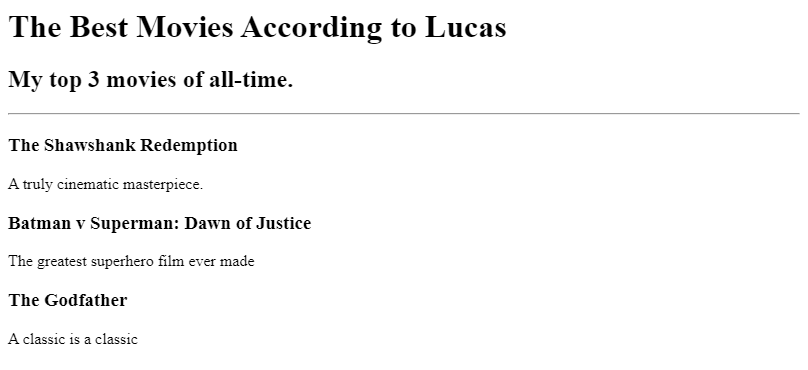 The Best Movies According to Lucas
My top 3 movies of all-time.
The Shawshank Redemption
A truly cinematic masterpiece.
Batman v Superman: Dawn of Justice
The greatest superhero film ever made
The Godfather
A classic is a classic